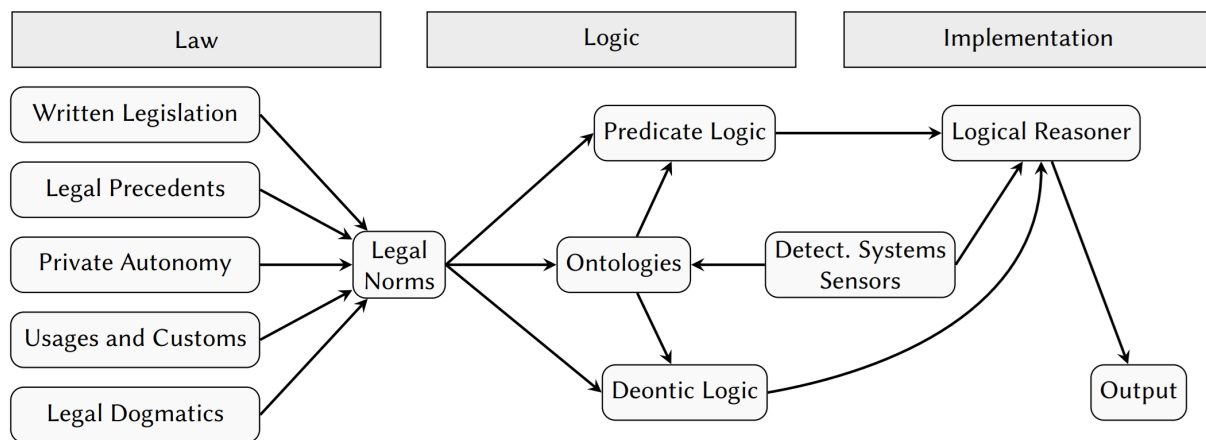 Law
Logic
Implementation
Written Legislation
Legal Precedents
Private Autonomy
Usages and Customs
Legal Dogmatics
Legal
Norms
Predicate Logic
Ontologies
Deontic Logic
Detect. Systems
Sensors
Logical Reasoner
Output